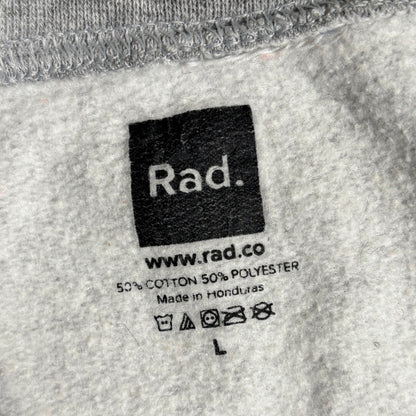 Rad.
www.rad.co
50% COTTON 50% POLYESTER
Made in Honduras
L